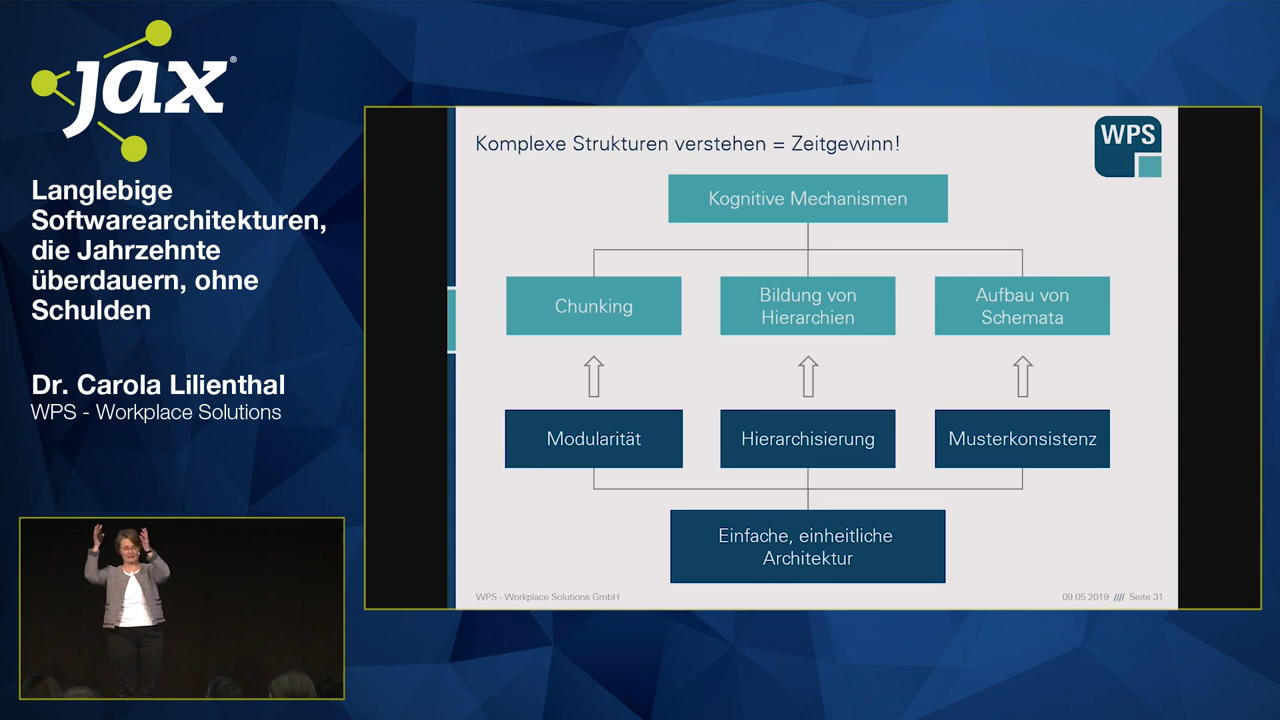 jax®
Langlebige
Softwarearchitekturen,
die Jahrzehnte
überdauern, ohne
Schulden
Dr. Carola Lilienthal
WPS - Workplace Solutions
Komplexe Strukturen verstehen = Zeitgewinn!
WPS
Kognitive Mechanismen
Chunking
Bildung von
Hierarchien
Aufbau von
Schemata
Modularität
Hierarchisierung
Musterkonsistenz
Einfache, einheitliche
Architektur
WPS - Workplace Solutions GmbH
09.05.2019 //// Seite 31